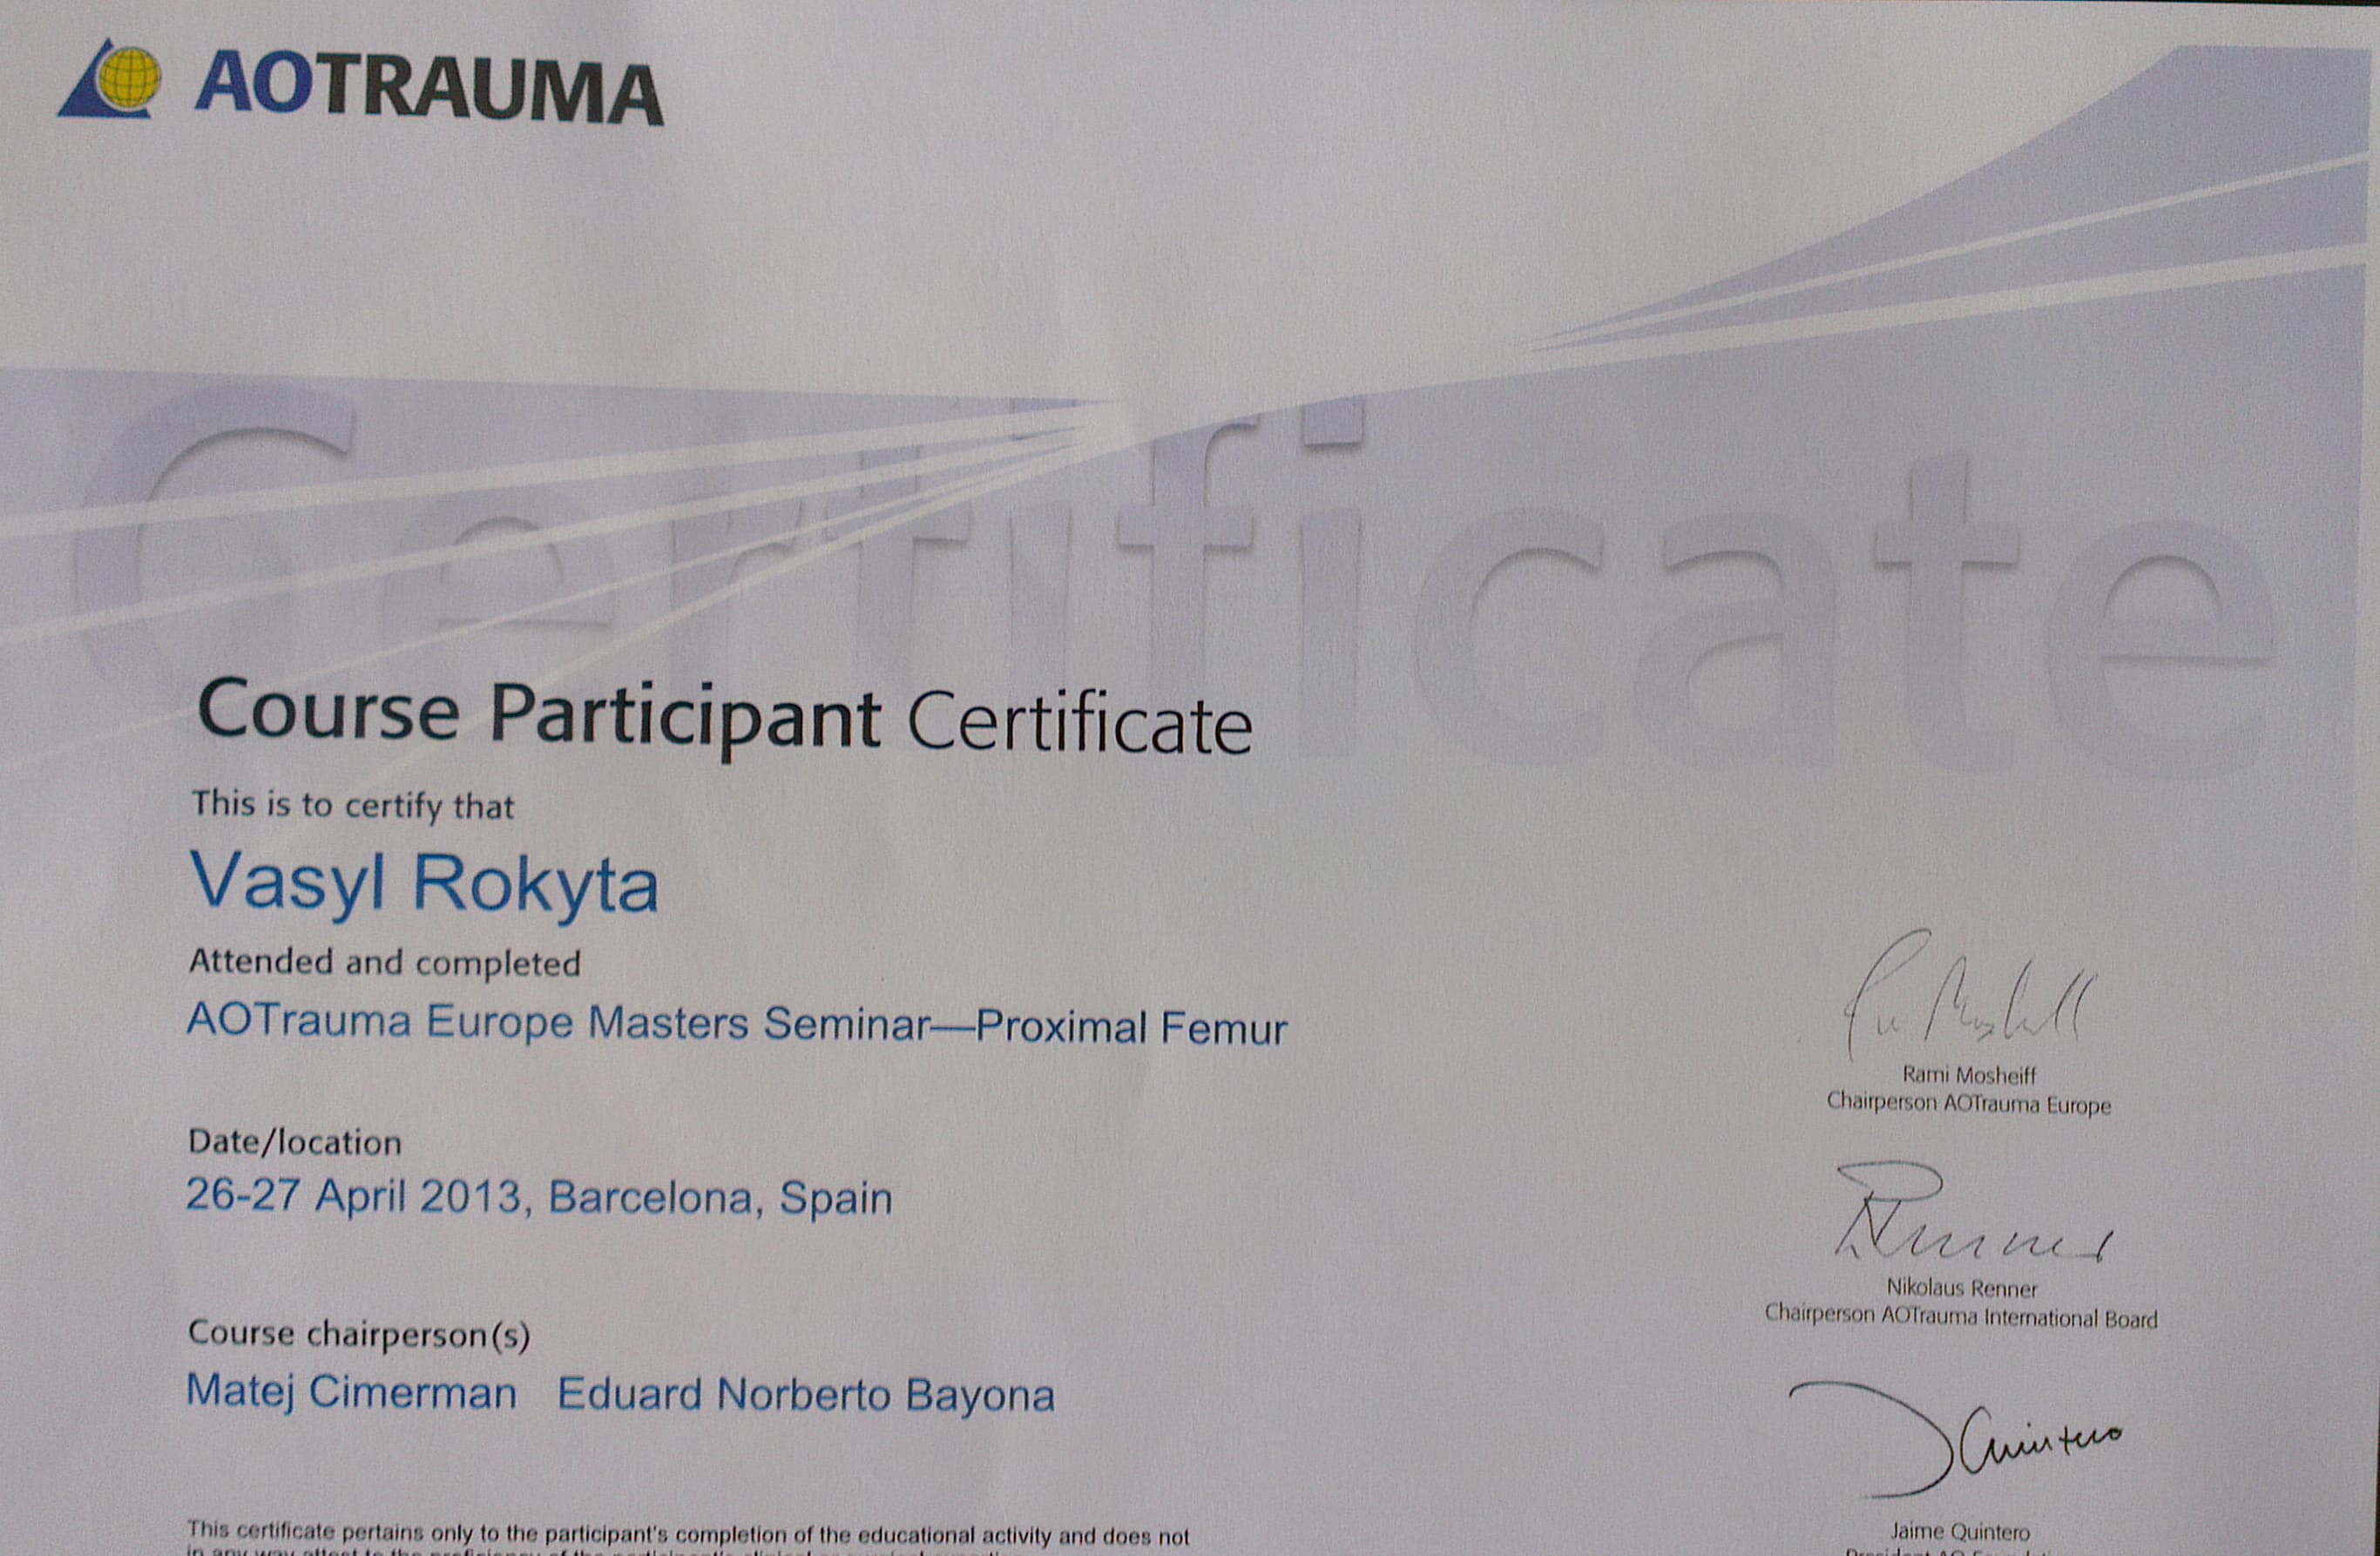 AOTRAUMA
Certificate
Course Participant Certificate
This is to certify that
Vasyl Rokyta
Attended and completed
AOTrauma Europe Masters Seminar—Proximal Femur
Date/location
26-27 April 2013, Barcelona, Spain
Course chairperson(s)
Matej Cimerman   Eduard Norberto Bayona
This certificate pertains only to the participant's completion of the educational activity and does not
Rami Mosheiff
Chairperson AOTrauma Europe
Nikolaus Renner
Chairperson AOTrauma International Board
Jaime Quintero